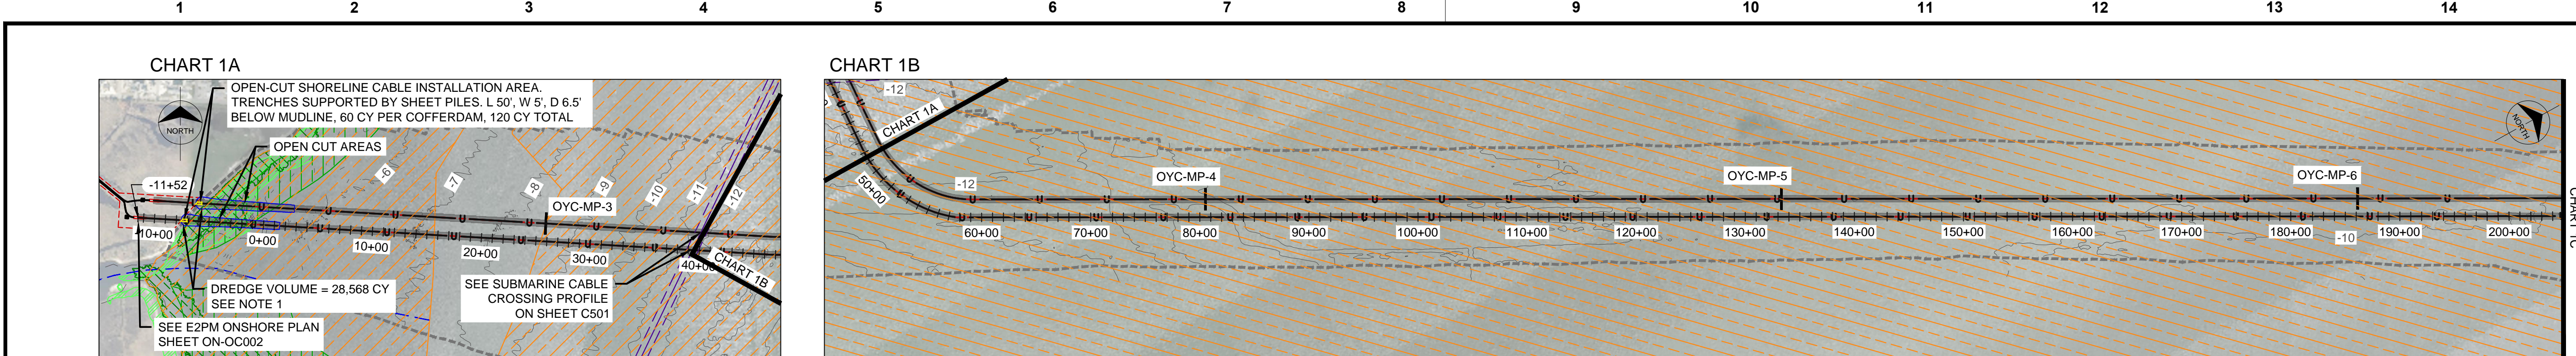 1 2 3 4 5 6 7 8 9 10 11 12 13 14
CHART 1A
OPEN-CUT SHORELINE CABLE INSTALLATION AREA.
TRENCHES SUPPORTED BY SHEET PILES. L 50', W 5', D 6.5'
BELOW MUDLINE, 60 CY PER COFFERDAM, 120 CY TOTAL
NORTH
OPEN CUT AREAS
-11+52
-6
-7
-8
-9
-10
-11
-12
OYC-MP-3
10+00
0+00
10+00
20+00
30+00
40+00
CHART 1B
DREDGE VOLUME = 28,568 CY
SEE NOTE 1
SEE SUBMARINE CABLE
CROSSING PROFILE
ON SHEET C501
SEE E2PM ONSHORE PLAN
SHEET ON-OC002
CHART 1B
-12
CHART 1A
NORTH
50+00
-12
OYC-MP-4
OYC-MP-5
OYC-MP-6
60+00
70+00
80+00
90+00
100+00
110+00
120+00
130+00
140+00
150+00
160+00
170+00
180+00
-10
190+00
200+00
CHART 1C